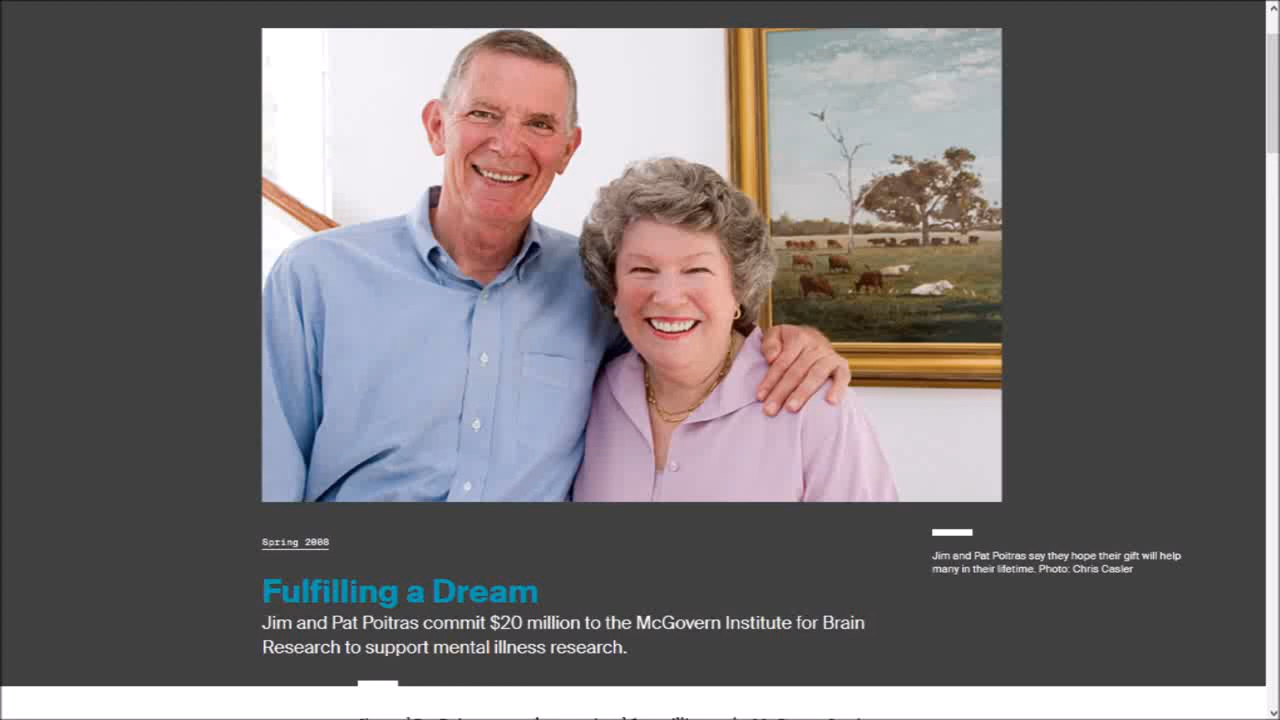 Spring 2008
Fulfilling a Dream
Jim and Pat Poitras commit $20 million to the McGovern Institute for Brain
Research to support mental illness research.
Jim and Pat Poitras say they hope their gift will help
many in their lifetime. Photo: Chris Casler